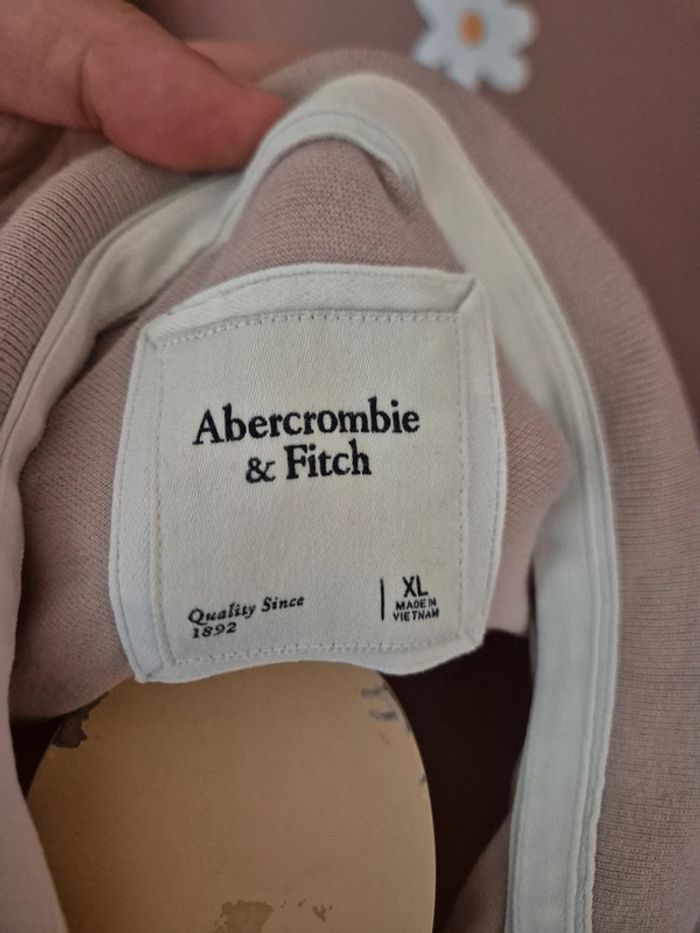 Abercrombie
& Fitch
Quality Since
1892
XL
MADE IN
VIETNAM